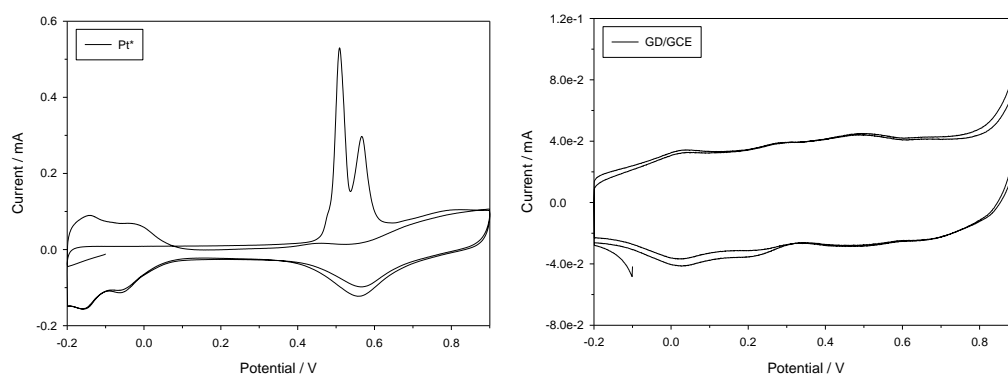 0.6
0.4
0.2
0.0
-0.2
Current / mA
Pt*
-0.2 0.0 0.2 0.4 0.6 0.8
Potential / V
1.2e-1
8.0e-2
4.0e-2
0.0
-4.0e-2
-8.0e-2
Current / mA
GD/GCE
-0.2 0.0 0.2 0.4 0.6 0.8
Potential / V